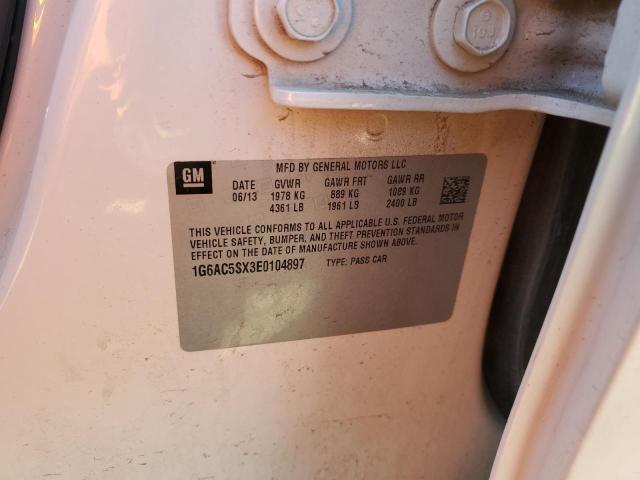 GM
MFD BY GENERAL MOTORS LLC
DATE GVWR GAWR FRT GAWR RR
06/13 1978 KG 889 KG 1089 KG
4361 LB 1961 LB 2400 LB
THIS VEHICLE CONFORMS TO ALL APPLICABLE U.S. FEDERAL MOTOR
VEHICLE SAFETY, BUMPER, AND THEFT PREVENTION STANDARDS IN
EFFECT ON THE DATE OF MANUFACTURE SHOWN ABOVE.
1G6AC5SX3E0104897 TYPE: PASS CAR